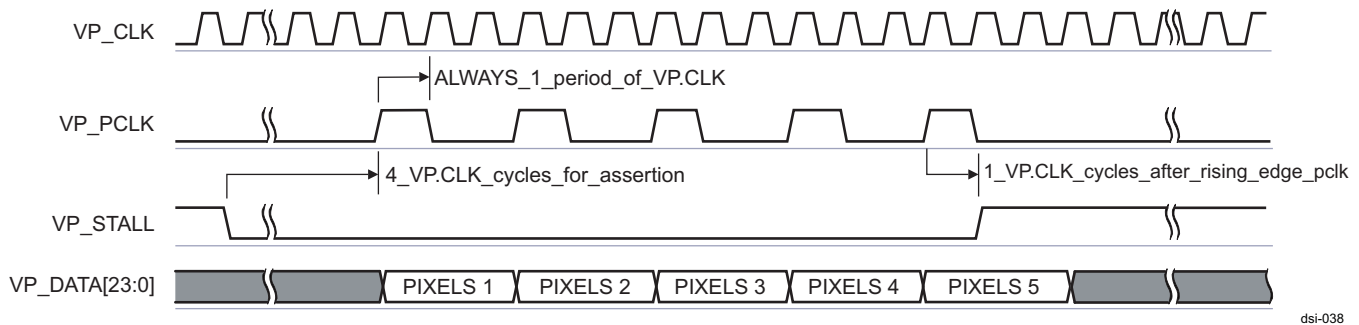 VP_CLK
ALWAYS_1_period_of_VP.CLK
VP_PCLK
4_VP.CLK_cycles_for_assertion
1_VP.CLK_cycles_after_rising_edge_pclk
VP_STALL
VP_DATA[23:0]
PIXELS 1
PIXELS 2
PIXELS 3
PIXELS 4
PIXELS 5
dsi-038